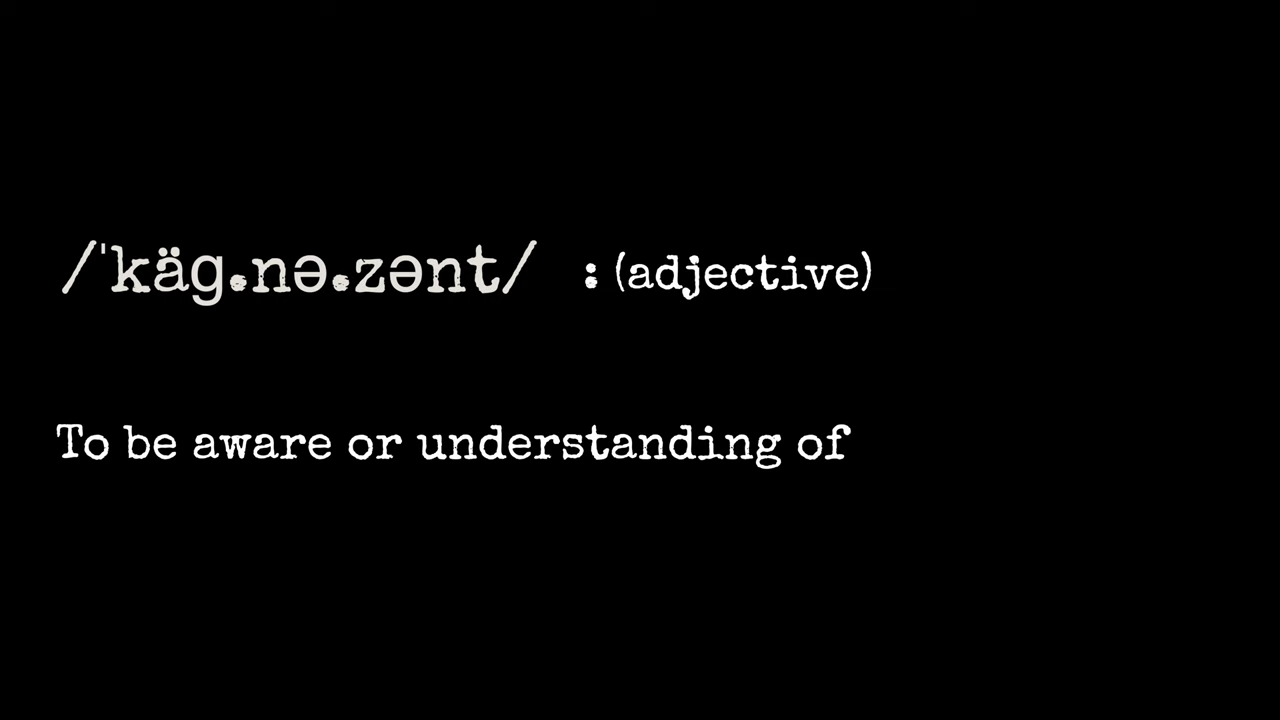 /ˈkäg.nə.zənt/ : (adjective)
To be aware or understanding of